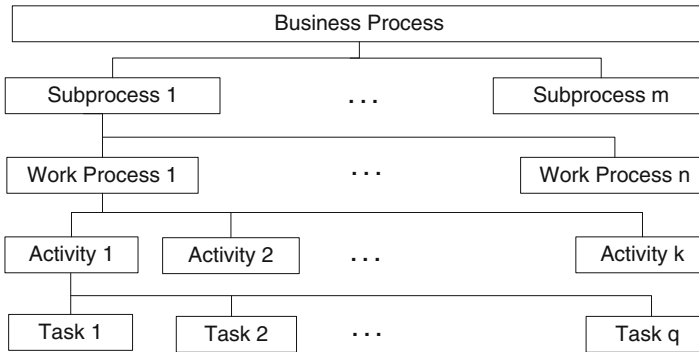 Business Process
Subprocess 1 ... Subprocess m
Work Process 1 ... Work Process n
Activity 1 Activity 2 ... Activity k
Task 1 Task 2 ... Task q